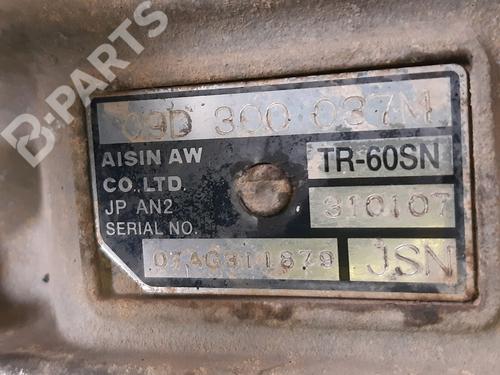 B-PARTS
09D 300 037M
AISIN AW
CO., LTD.
JP AN2
SERIAL NO.
TR-60SN
310107
07AG311879
JSN